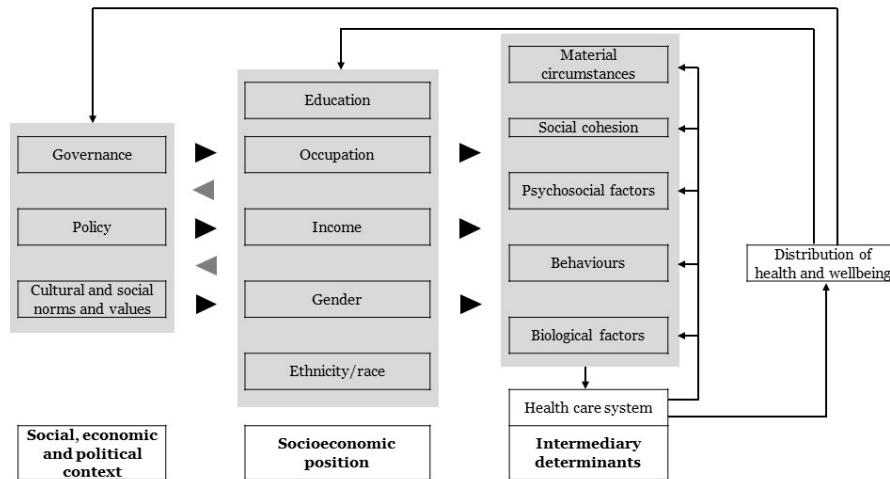 Governance
Policy
Cultural and social
norms and values
Social, economic
and political
context
Education
Occupation
Income
Gender
Ethnicity/race
Socioeconomic
position
Material
circumstances
Social cohesion
Psychosocial factors
Behaviours
Biological factors
Health care system
Intermediary
determinants
Distribution of
health and wellbeing